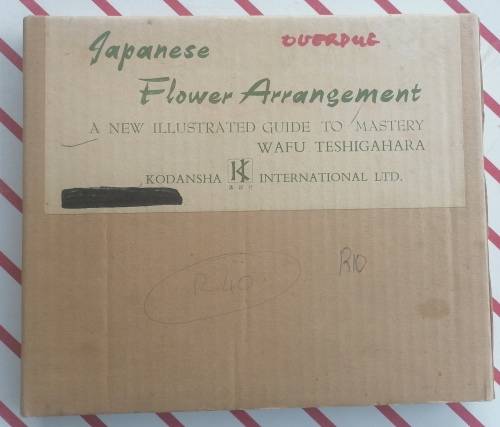 Japanese OVERDUE
Flower Arrangement
A NEW ILLUSTRATED GUIDE TO MASTERY
WAFU TESHIGAHARA
KODANSHA K INTERNATIONAL LTD.
R40
R10